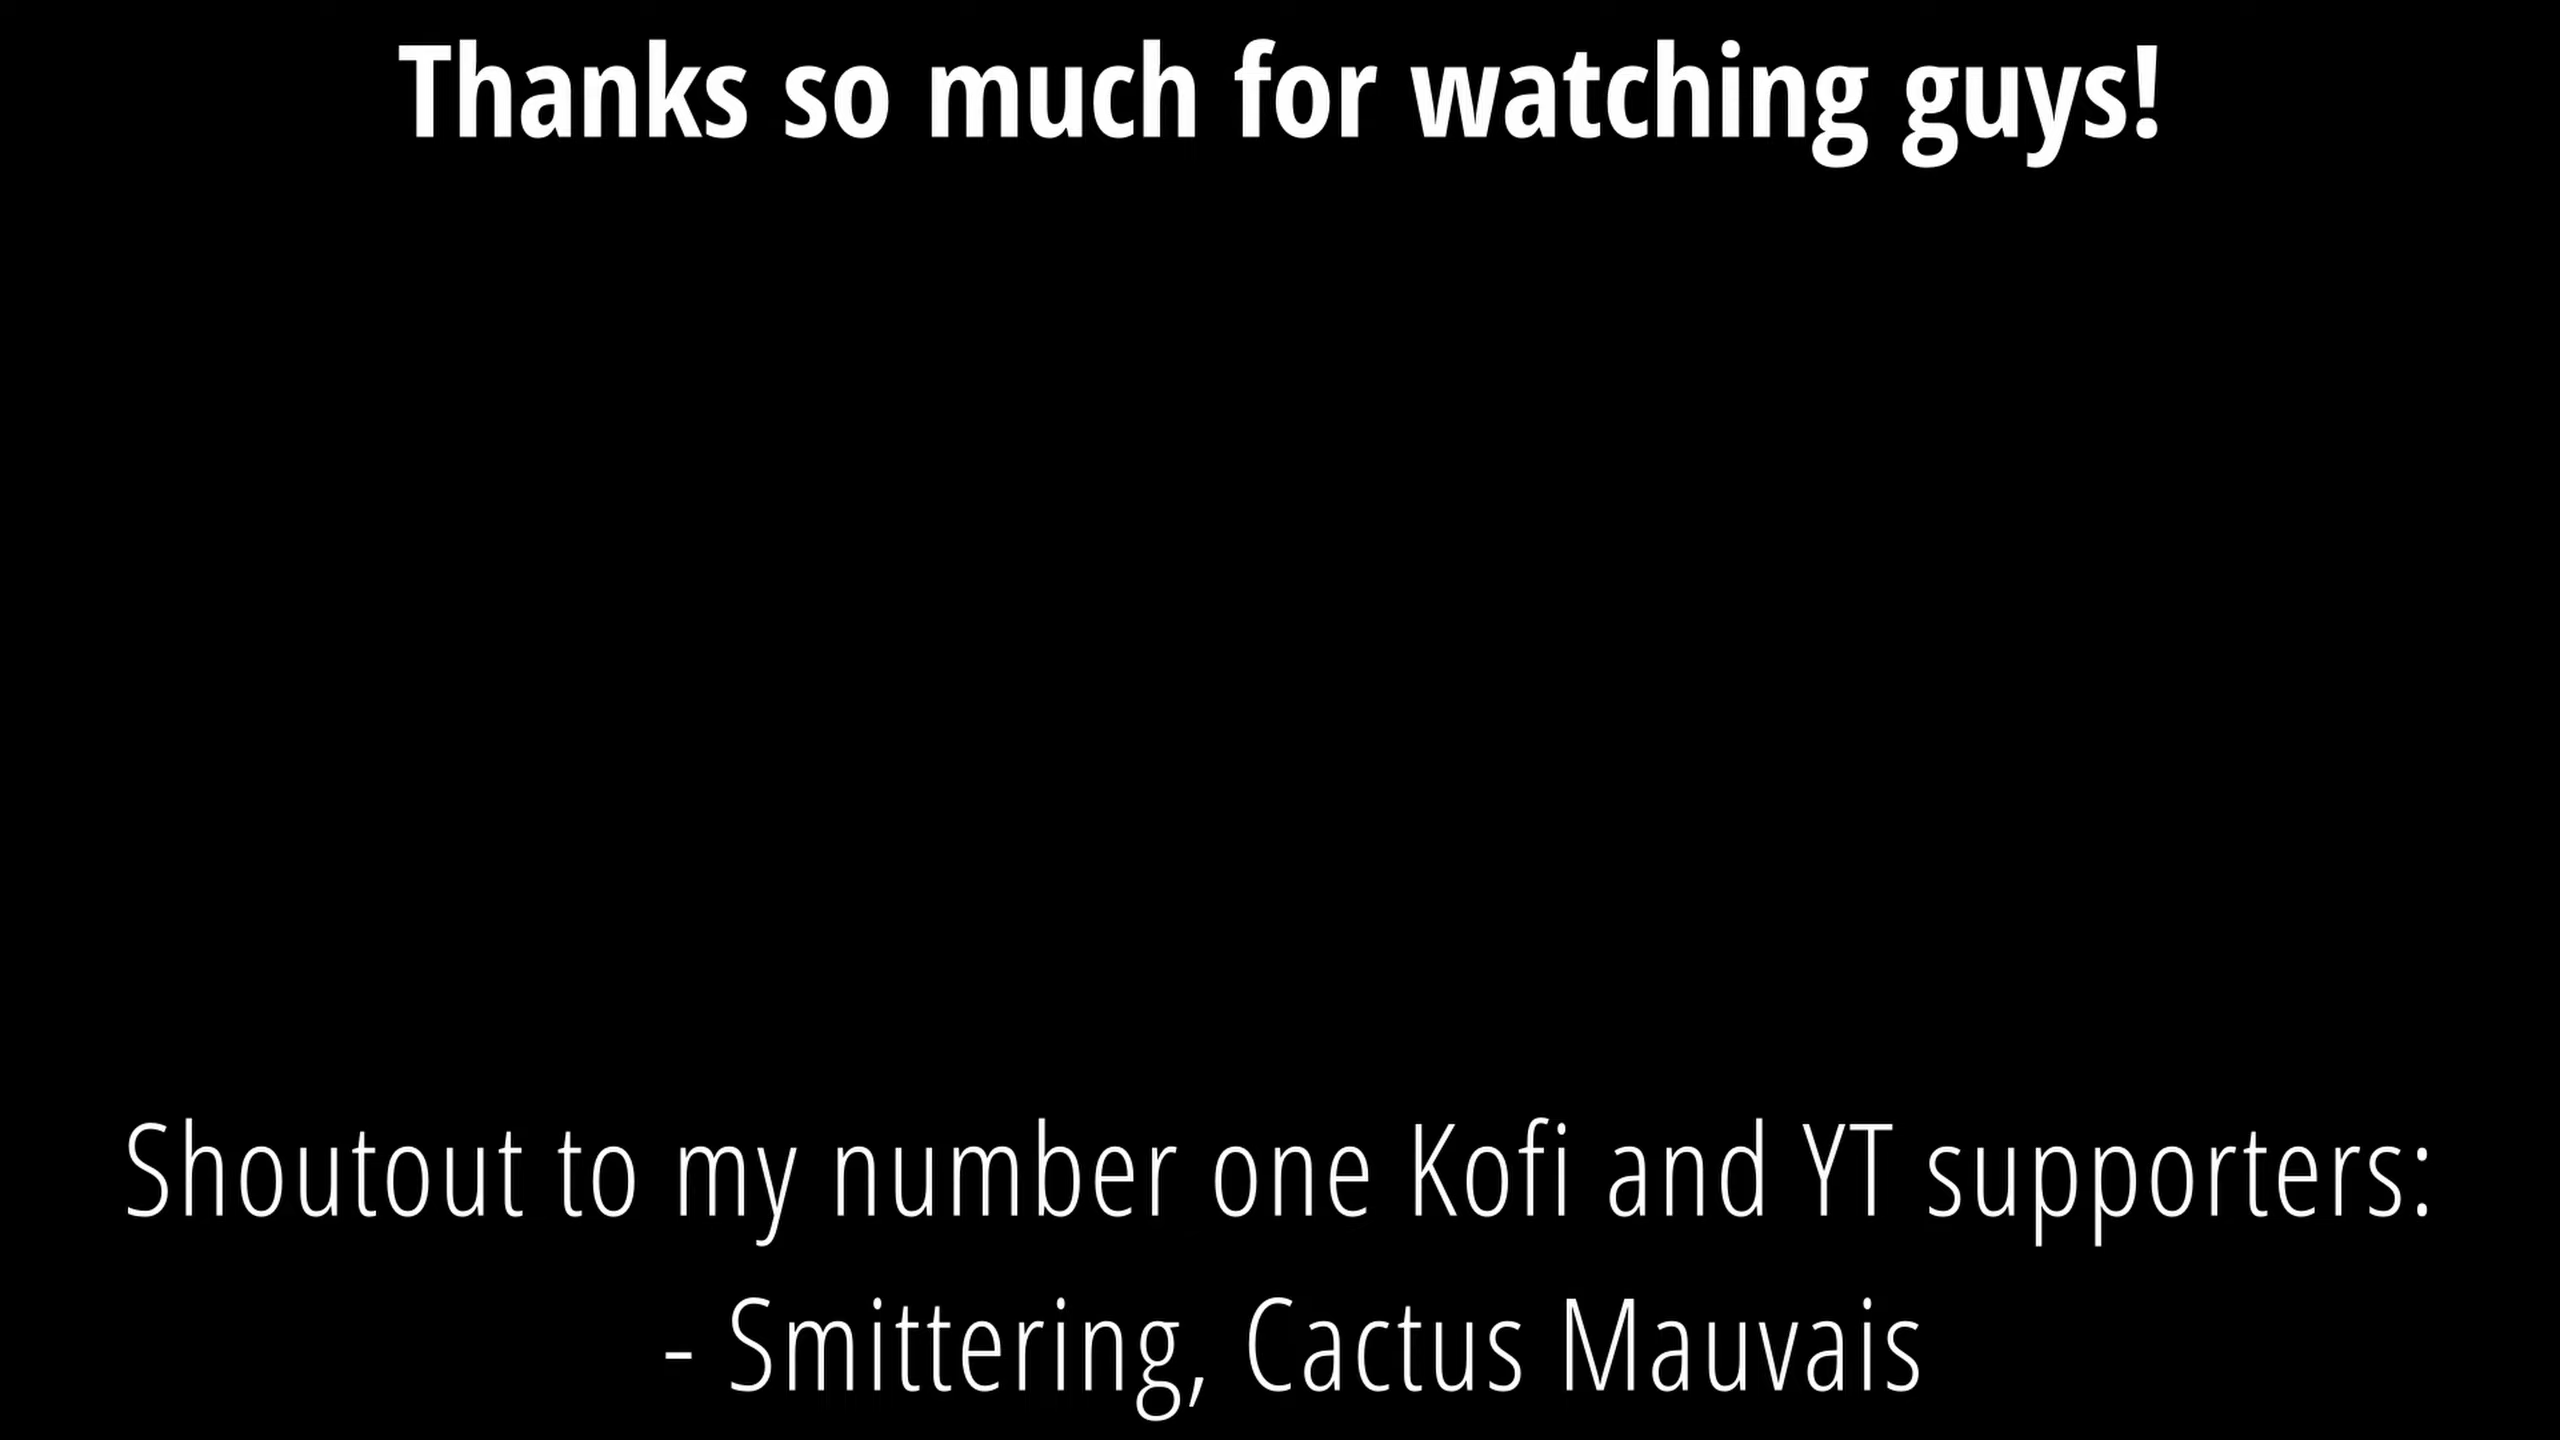 Thanks so much for watching guys!
Shoutout to my number one Kofi and YT supporters:
- Smittering, Cactus Mauvais